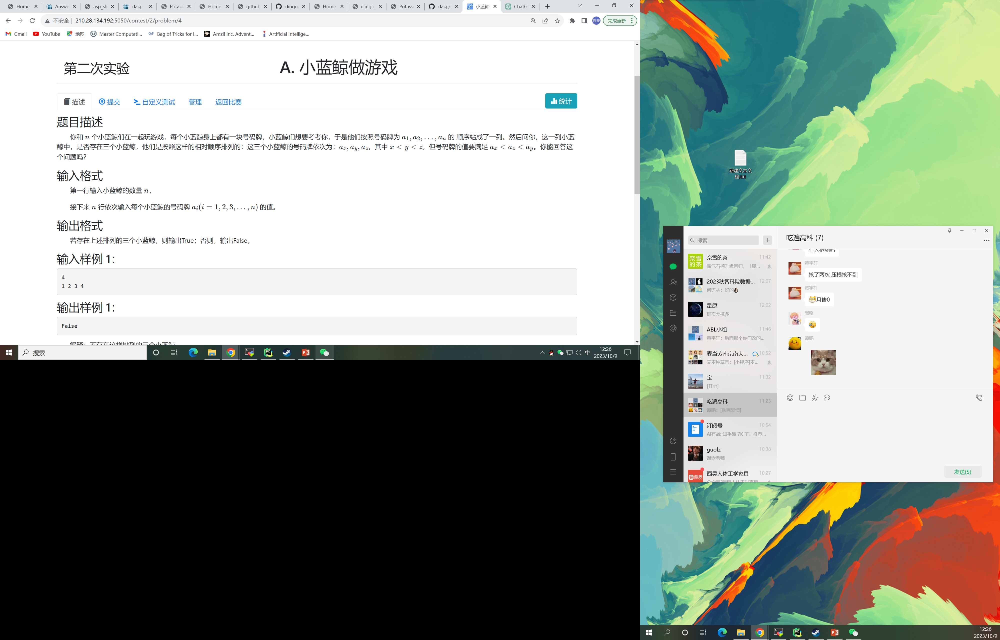 Home
Answe
asp_sli
clasp
Potass
Home
github
clingo/
Home
clingo
Potass
clasp/e
小蓝鲸
ChatG
不安全 | 210.28.134.192:5050/contest/2/problem/4
完成更新
Gmail
YouTube
地图
Master Computati...
Bag of Tricks for I...
Amzi! inc. Advent...
Artificial Intellige...
第二次实验
A. 小蓝鲸做游戏
描述
提交
自定义测试
管理
返回比赛
统计
题目描述
你和 n 个小蓝鲸们在一起玩游戏，每个小蓝鲸身上都有一块号码牌，小蓝鲸们想要考考你，于是他们按照号码牌为 a₁, a₂, . . . , aₙ 的 顺序站成了一列。然后问你，这一列小蓝
鲸中，是否存在三个小蓝鲸，他们是按照这样的相对顺序排列的：这三个小蓝鲸的号码牌依次为：aₓ, a_y, a_z，其中 x < y < z，但号码牌的值要满足 aₓ < a_z < a_y。你能回答这
个问题吗？
输入格式
第一行输入小蓝鲸的数量 n，
接下来 n 行依次输入每个小蓝鲸的号码牌 aᵢ(i = 1, 2, 3, . . . , n) 的值。
输出格式
若存在上述排列的三个小蓝鲸，则输出True；否则，输出False。
输入样例 1：
4
1 2 3 4
输出样例 1：
False
解释：不存在这样排列的三个小蓝鲸
搜索
中
12:26
2023/10/9
新建文本文
档.txt
搜索
奈雪的茶
11:42
霸气石榴升级回归，「爆...
2023秋智科院数据...
12:07
何语丛：好的
星原
12:02
确实差挺多
ABL小组
11:46
黄宇轩：后面那个你们改的...
麦当劳南京南大...
10:52
麦麦种草官：[小程序]麦...
宝
11:32
[开心]
吃遍高科
11:23
谭鹏：[动画表情]
订阅号
10:54
AI有道: 知乎破 7K 了！推荐...
guolz
10:38
谢谢老师
西昊人体工学家具
10:27
吃遍高科 (7)
有人抢到吗
黄宇轩
抢了两次 压根抢不到
黄宇轩
月售0
陶略
谭鹏
发送(S)
12:26
2023/10/9